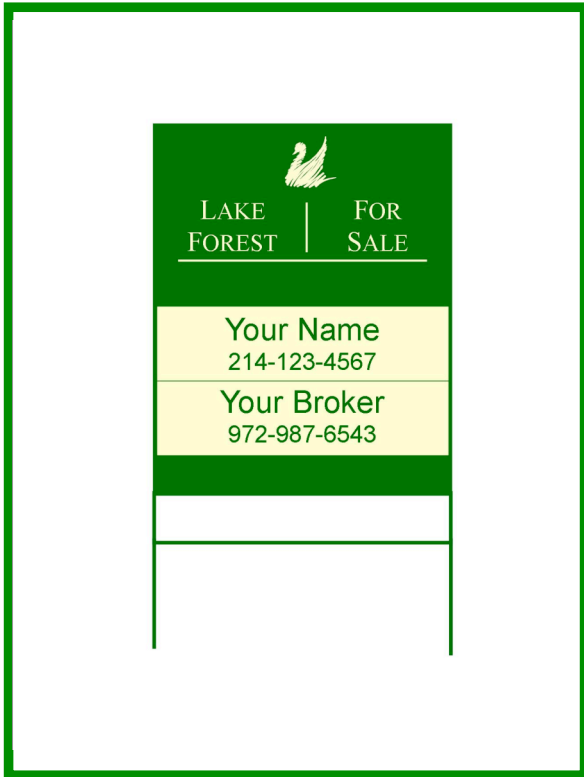 LAKE FOREST
FOR SALE
Your Name
214-123-4567
Your Broker
972-987-6543